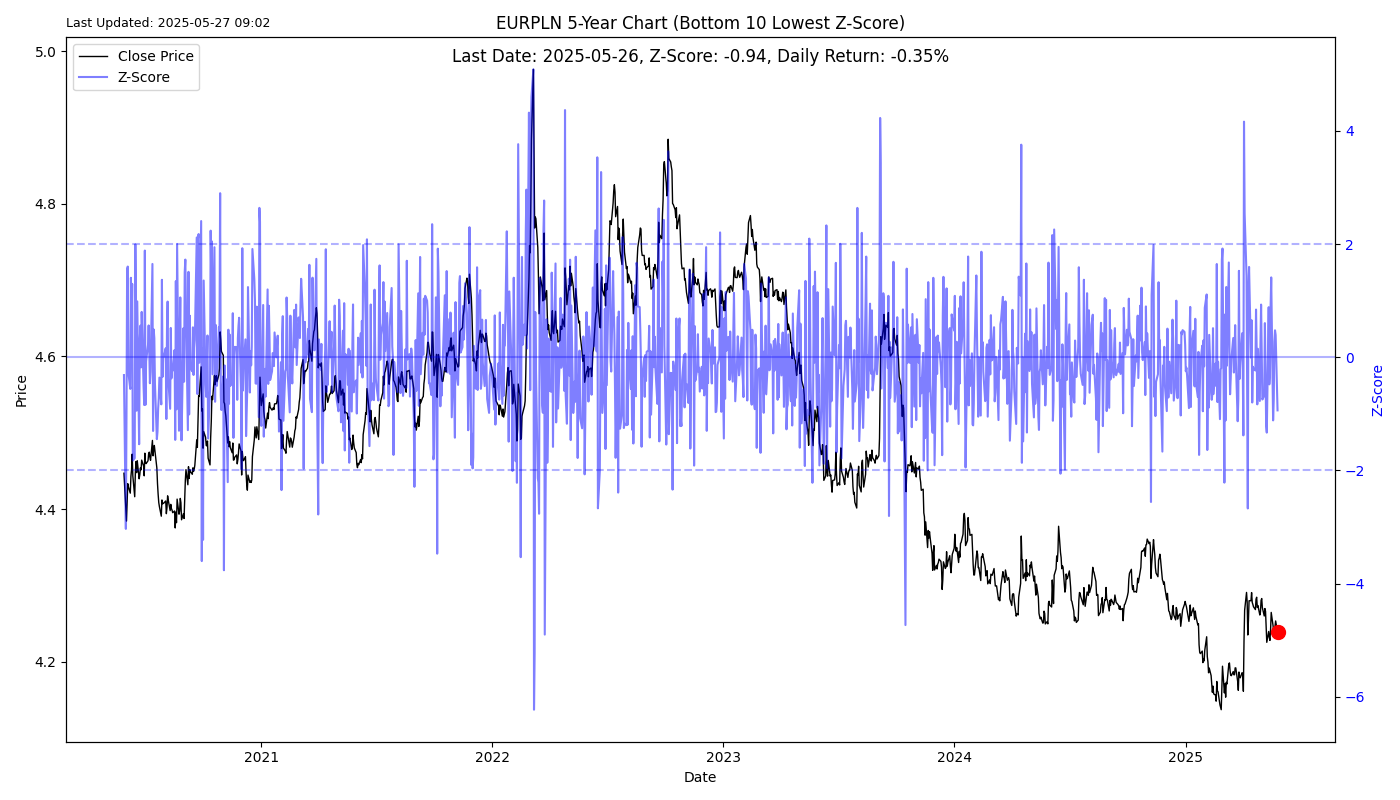 Last Updated: 2025-05-27 09:02
EURPLN 5-Year Chart (Bottom 10 Lowest Z-Score)
Last Date: 2025-05-26, Z-Score: -0.94, Daily Return: -0.35%
Close Price
Z-Score
5.0
4.8
4.6
4.4
4.2
Price
4
2
0
−2
−4
−6
Z-Score
2021
2022
2023
2024
2025
Date